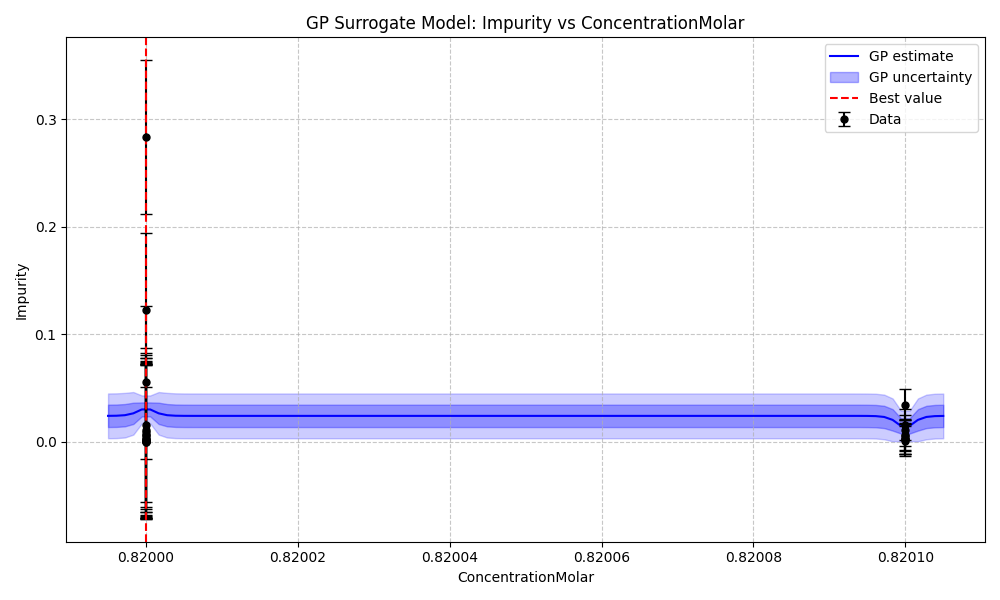 GP Surrogate Model: Impurity vs ConcentrationMolar
GP estimate
GP uncertainty
Best value
Data
Impurity
0.3
0.2
0.1
0.0
0.82000
0.82002
0.82004
0.82006
0.82008
0.82010
ConcentrationMolar